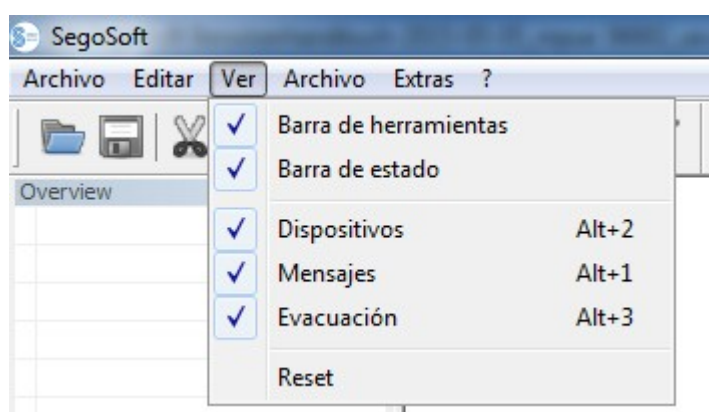 SegoSoft
Archivo Editar Ver Archivo Extras ?
Barra de herramientas
Barra de estado
Overview
Dispositivos Alt+2
Mensajes Alt+1
Evacuación Alt+3
Reset